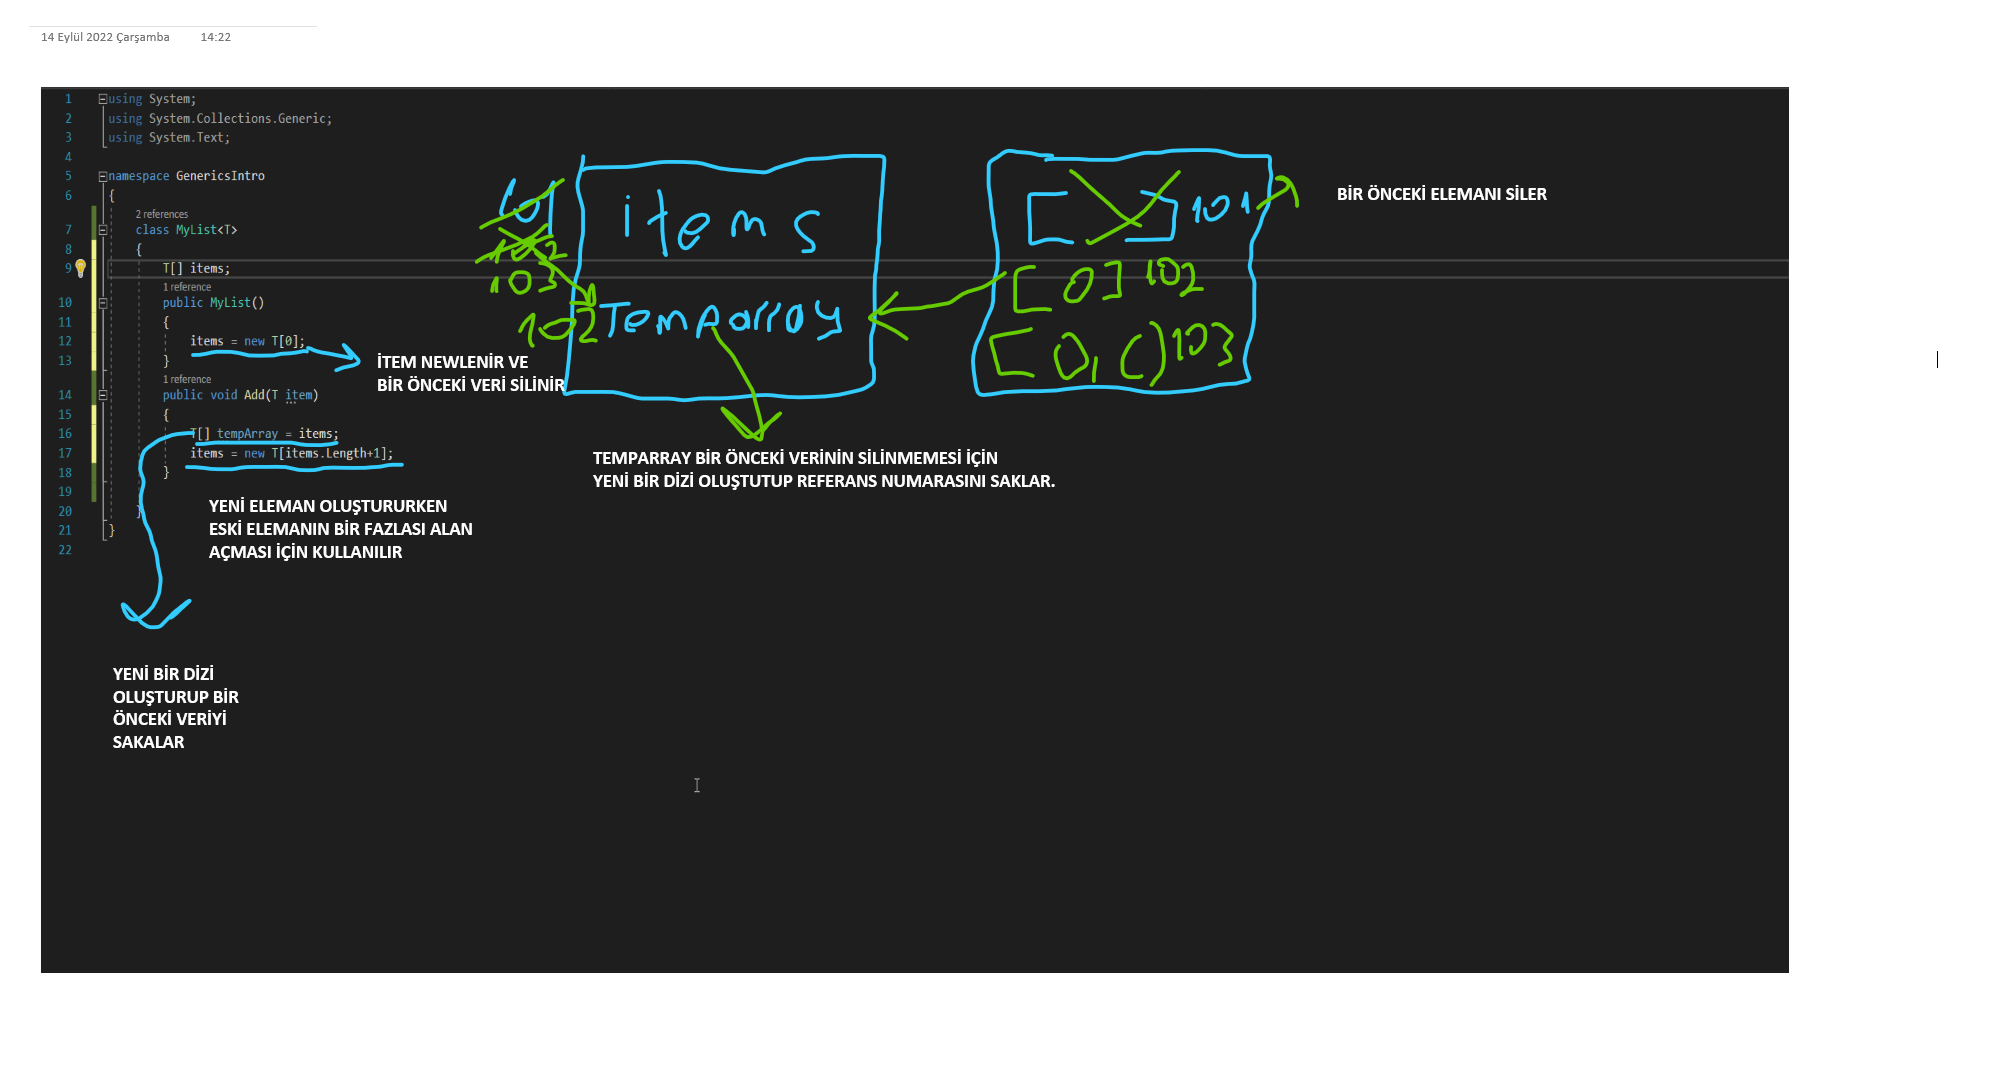 14 Eylül 2022 Çarşamba 14:22
1 using System;
2 using System.Collections.Generic;
3 using System.Text;
4
5 namespace GenericsIntro
6 {
2 references
7 class MyList<T>
8 {
9 T[] items;
1 reference
10 public MyList()
11 {
12 items = new T[0];
13 }
1 reference
14 public void Add(T item)
15 {
16 T[] tempArray = items;
17 items = new T[items.Length+1];
18 }
19
20 }
21 }
22
İTEM NEWLENİR VE
BİR ÖNCEKİ VERİ SİLİNİR
YENİ ELEMAN OLUŞTURURKEN
ESKİ ELEMANIN BİR FAZLASI ALAN
AÇMASI İÇİN KULLANILIR
YENİ BİR DİZİ
OLUŞTURUP BİR
ÖNCEKİ VERİYİ
SAKALAR
101
102
103
items
102 Temparray
TEMPARRAY BİR ÖNCEKİ VERİNİN SİLİNMEMESİ İÇİN
YENİ BİR DİZİ OLUŞTUTUP REFERANS NUMARASINI SAKLAR.
[ ] 101
[0] 102
[0, ( ) 103
BİR ÖNCEKİ ELEMANI SİLER